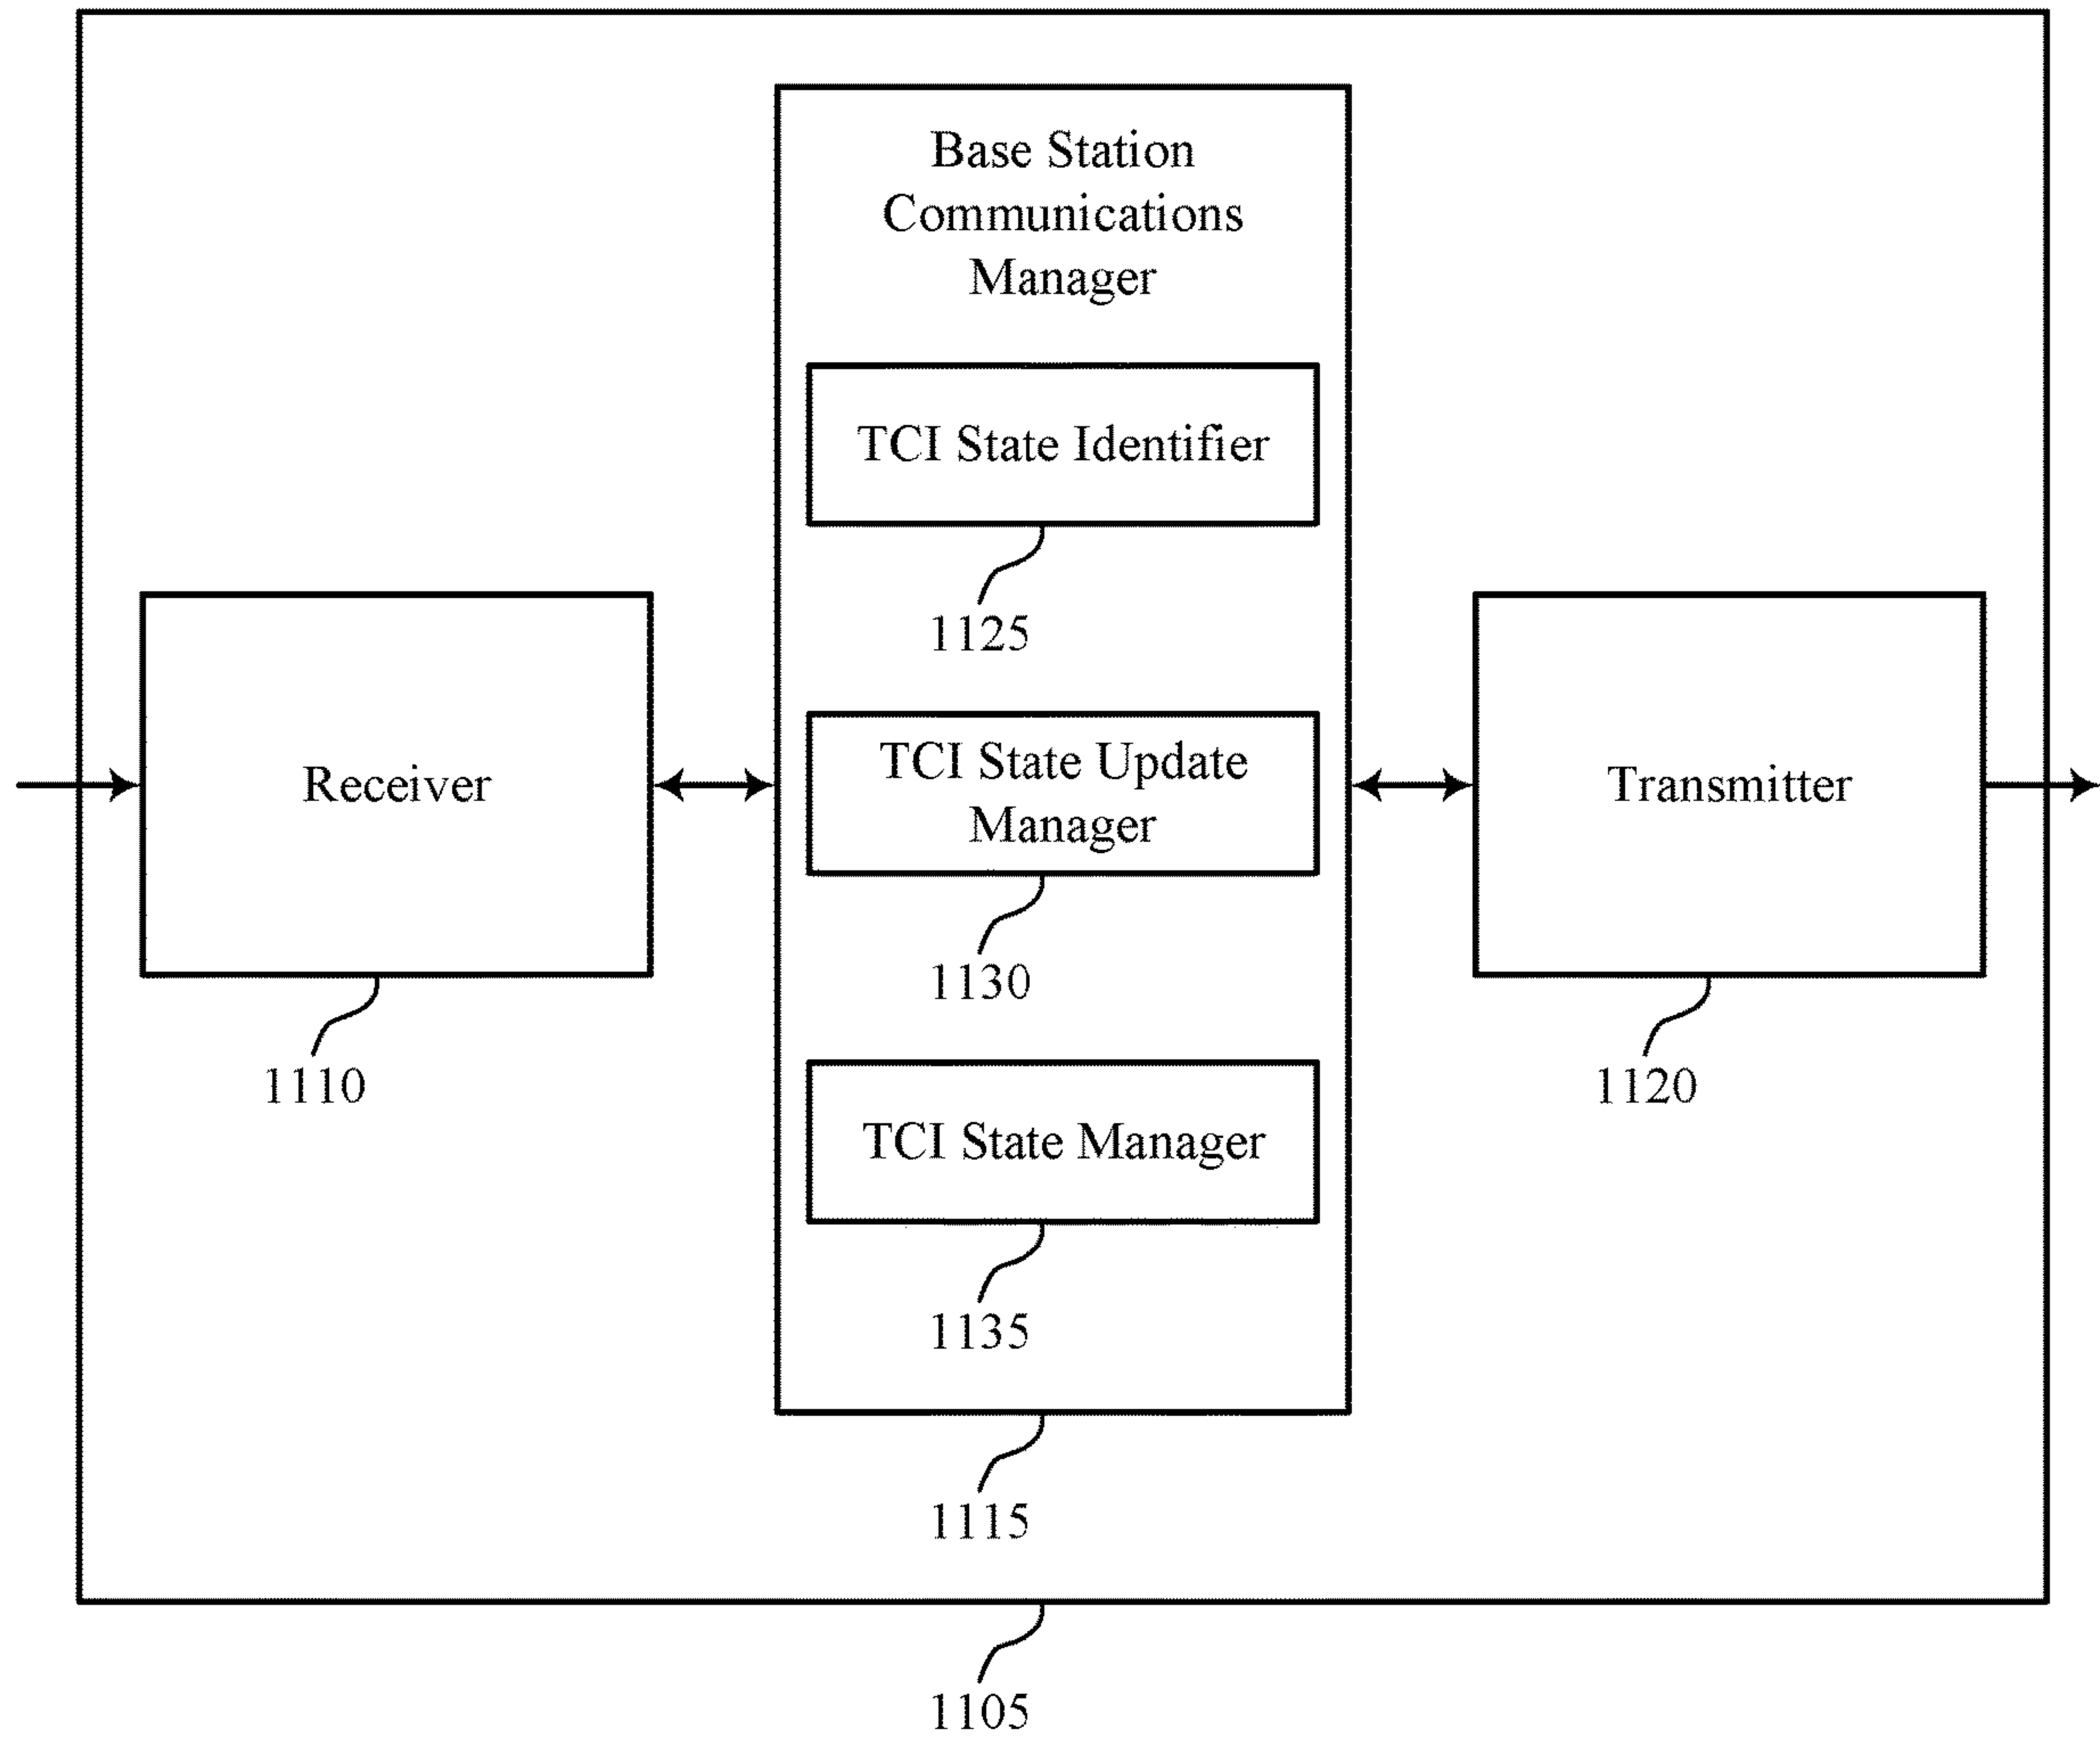 Base Station
Communications
Manager
TCI State Identifier
1125
Receiver
1110
TCI State Update
Manager
1130
Transmitter
1120
TCI State Manager
1135
1115
1105